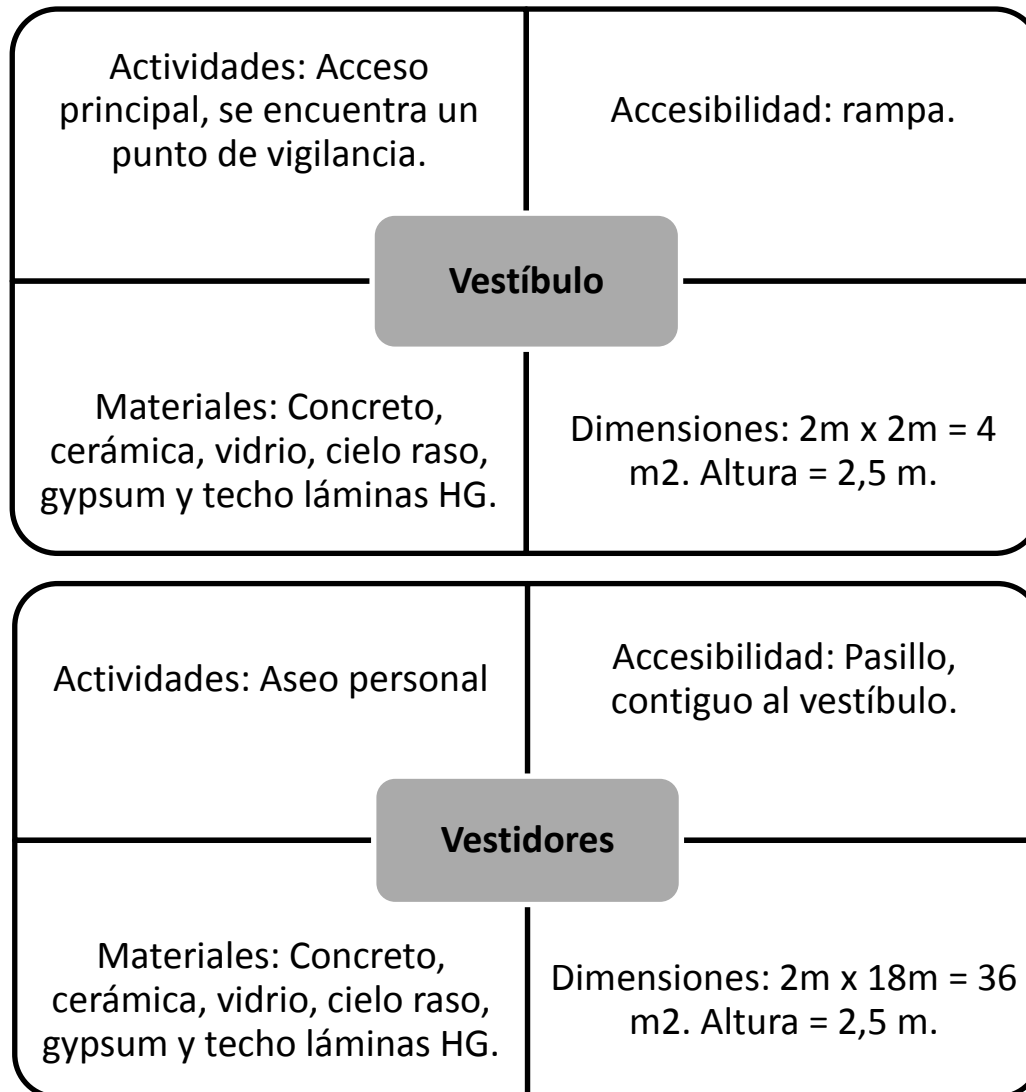 Actividades: Acceso
principal, se encuentra un
punto de vigilancia.
Accesibilidad: rampa.
Vestíbulo
Materiales: Concreto,
cerámica, vidrio, cielo raso,
gypsum y techo láminas HG.
Dimensiones: 2m x 2m = 4
m2. Altura = 2,5 m.
Actividades: Aseo personal
Accesibilidad: Pasillo,
contiguo al vestíbulo.
Vestidores
Materiales: Concreto,
cerámica, vidrio, cielo raso,
gypsum y techo láminas HG.
Dimensiones: 2m x 18m = 36
m2. Altura = 2,5 m.